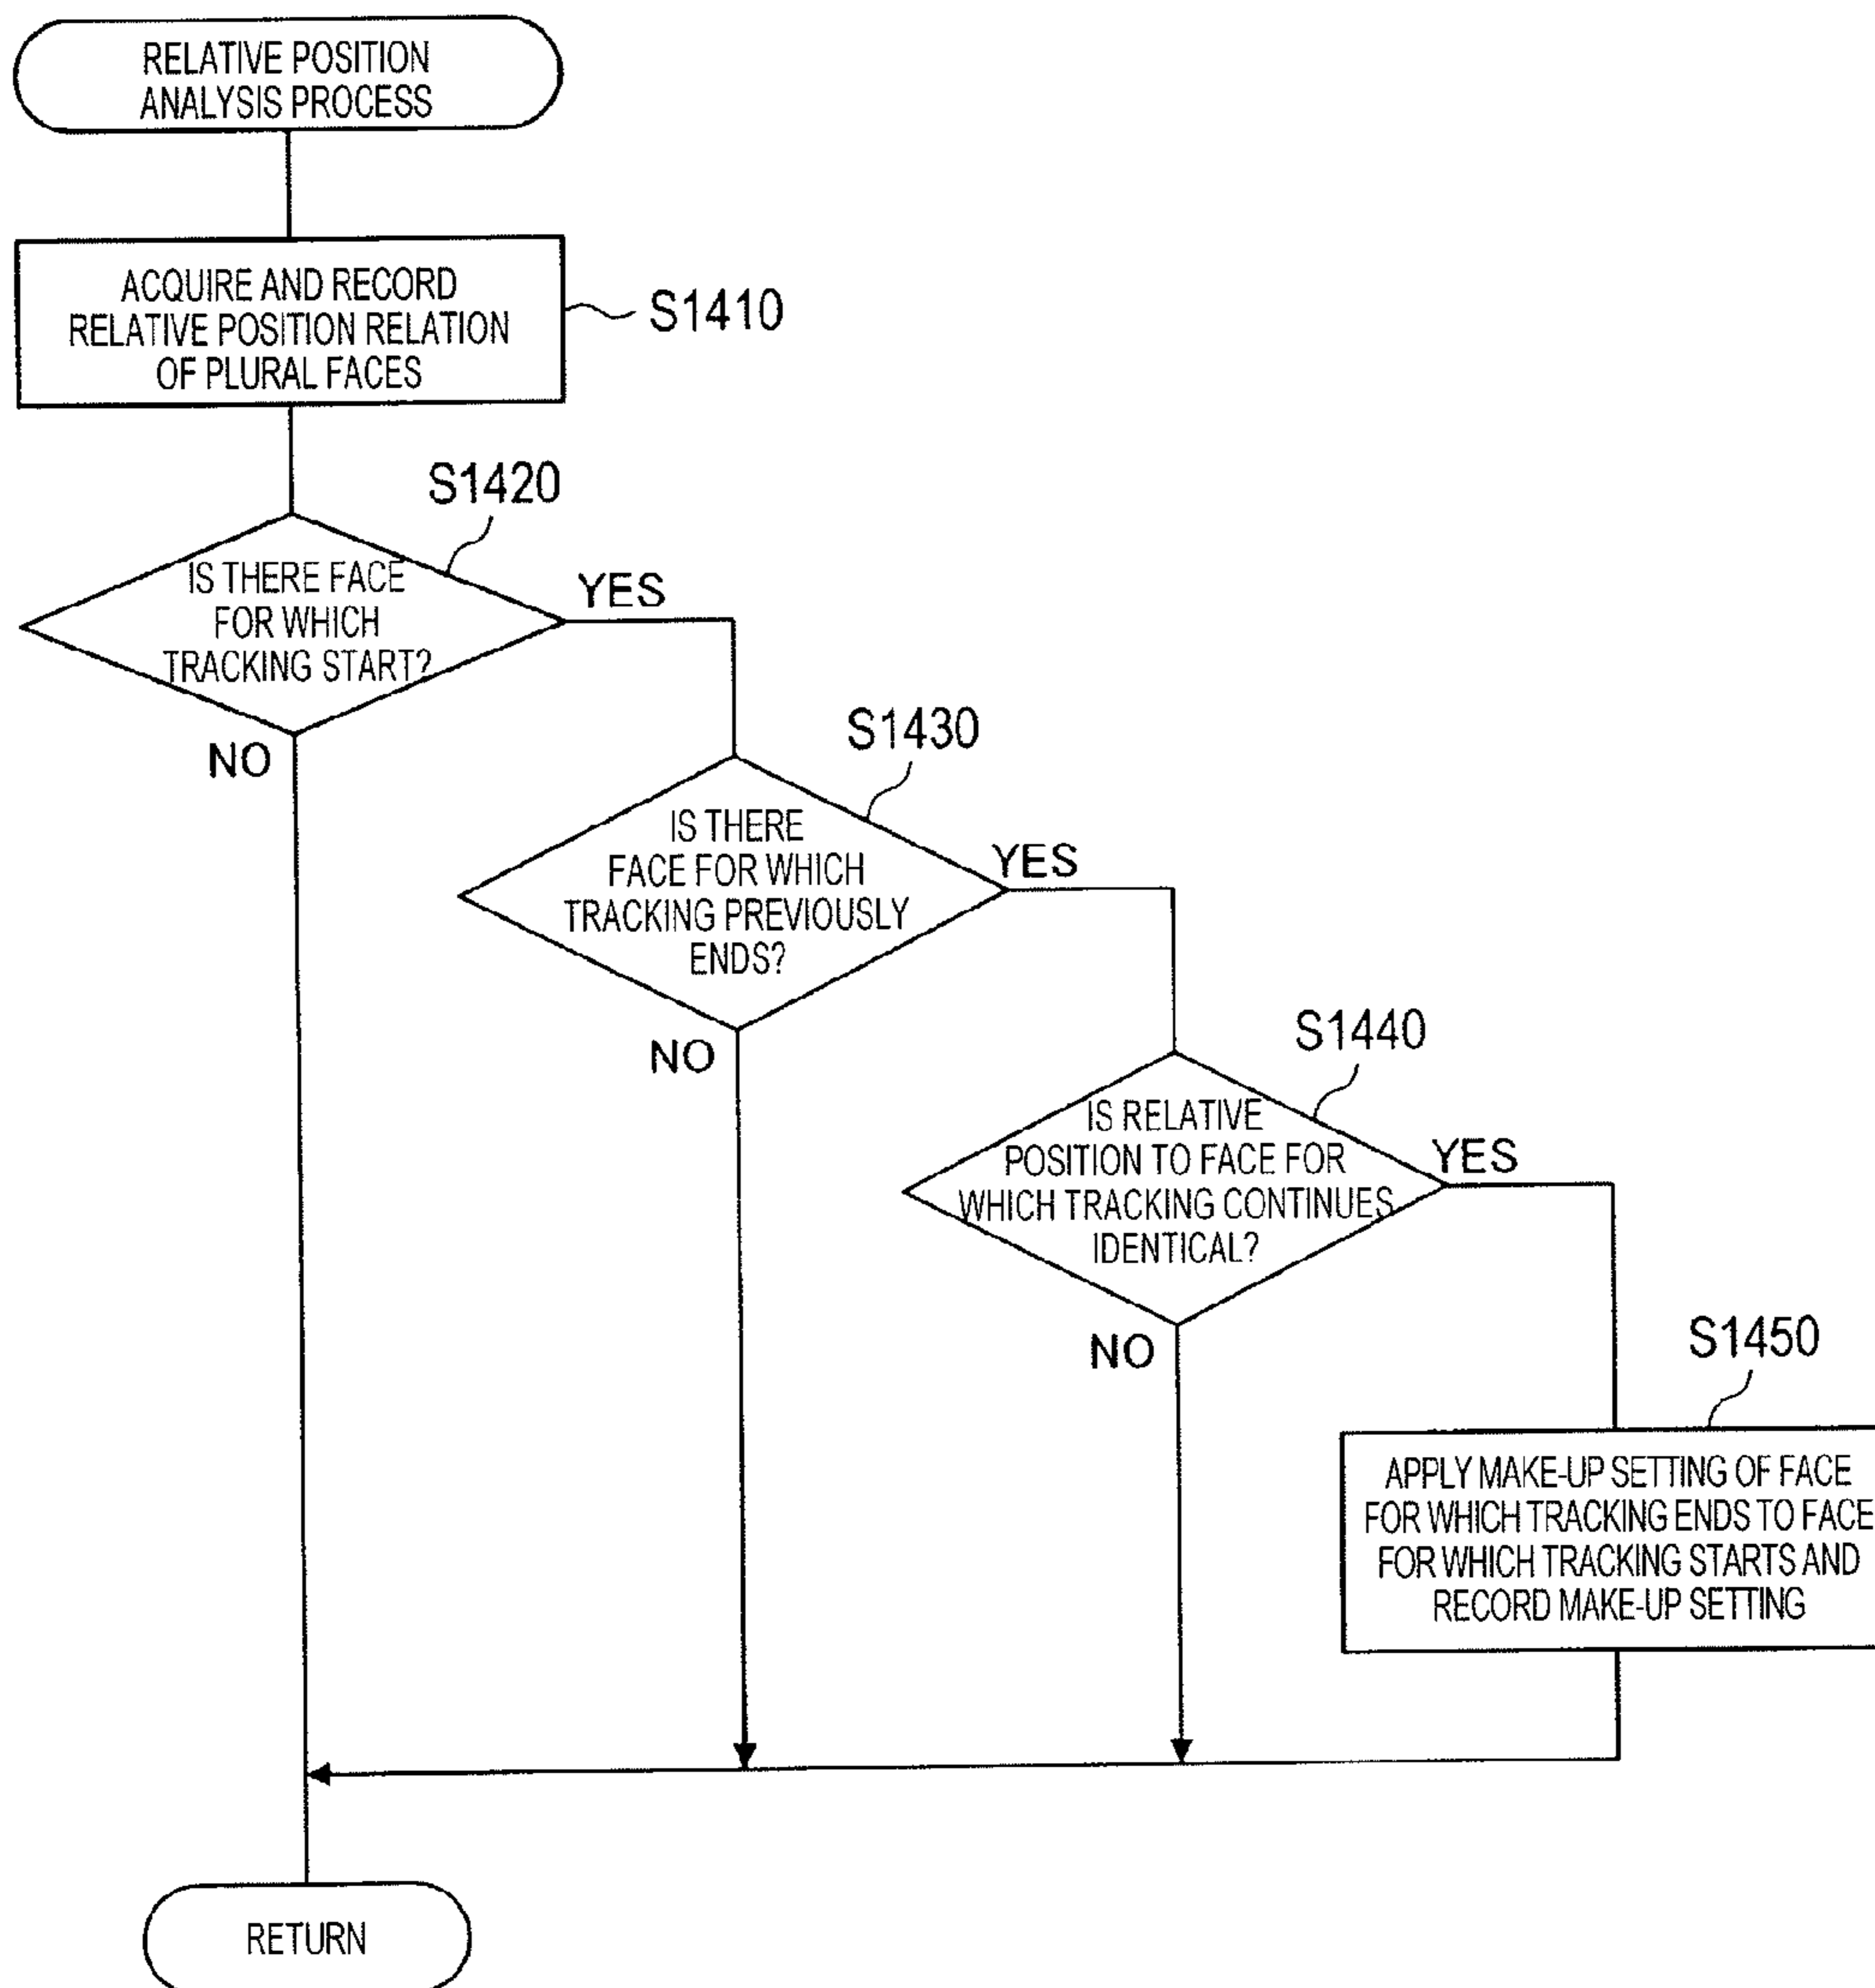 RELATIVE POSITION
ANALYSIS PROCESS
ACQUIRE AND RECORD
RELATIVE POSITION RELATION
OF PLURAL FACES
S1410
S1420
IS THERE FACE
FOR WHICH
TRACKING START?
YES
NO
S1430
IS THERE
FACE FOR WHICH
TRACKING PREVIOUSLY
ENDS?
YES
NO
S1440
IS RELATIVE
POSITION TO FACE FOR
WHICH TRACKING CONTINUES
IDENTICAL?
YES
NO
S1450
APPLY MAKE-UP SETTING OF FACE
FOR WHICH TRACKING ENDS TO FACE
FOR WHICH TRACKING STARTS AND
RECORD MAKE-UP SETTING
RETURN